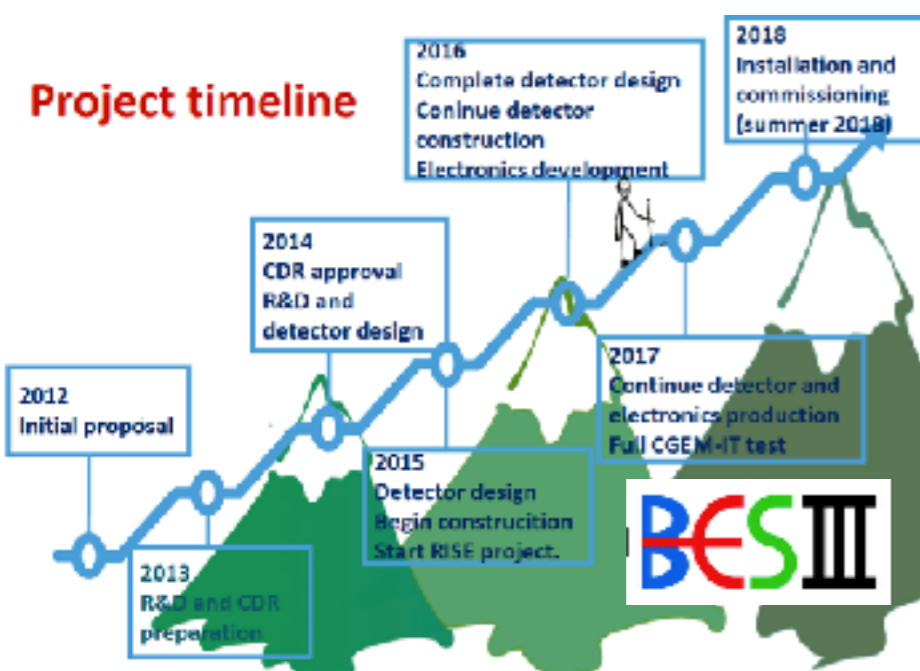 Project timeline
2012
Initial proposal
2013
R&D and CDR
preparation
2014
CDR approval
R&D and
detector design
2015
Detector design
Begin construcition
Start RISE project.
2016
Complete detector design
Coninue detector
construction
Electronics development
2017
Continue detector and
electronics production
Full CGEM-IT test
2018
Installation and
commissioning
(summer 2018)
BESIII